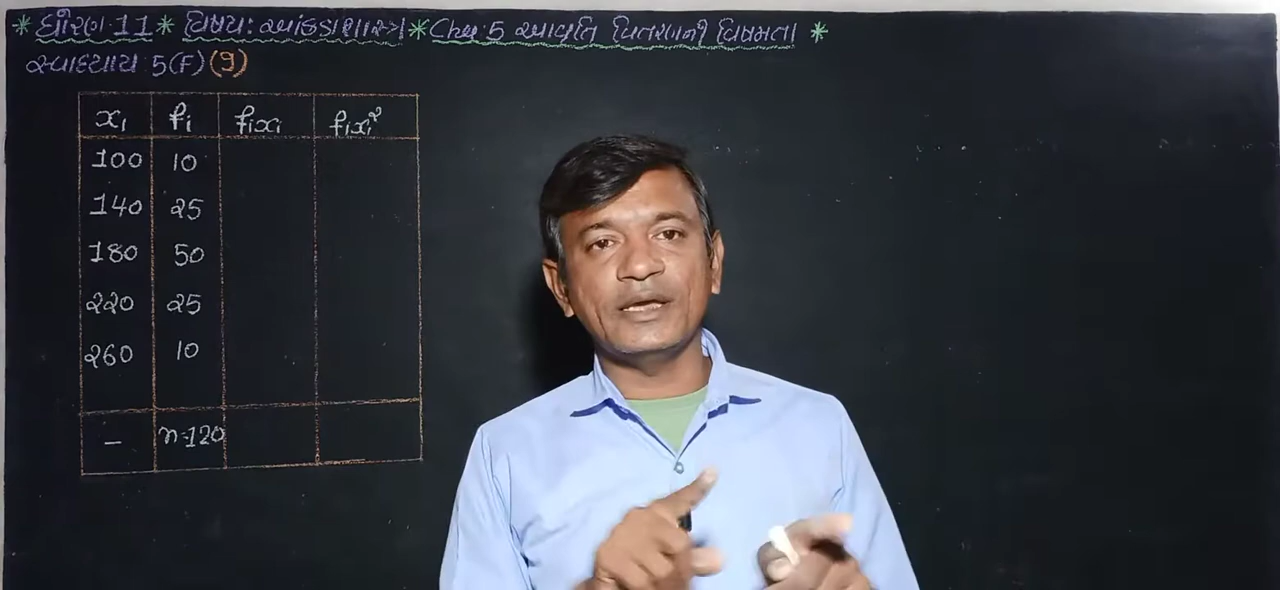 * ધોરણ: 11 * વિષય: આંકડાશાસ્ત્ર * Ch: 5 આવૃત્તિ વિતરણની વિષમતા *
સ્વાધ્યાય: 5(F) (9)
xᵢ fᵢ fᵢxᵢ fᵢxᵢ²
100 10
140 25
180 50
220 25
260 10
– n=120